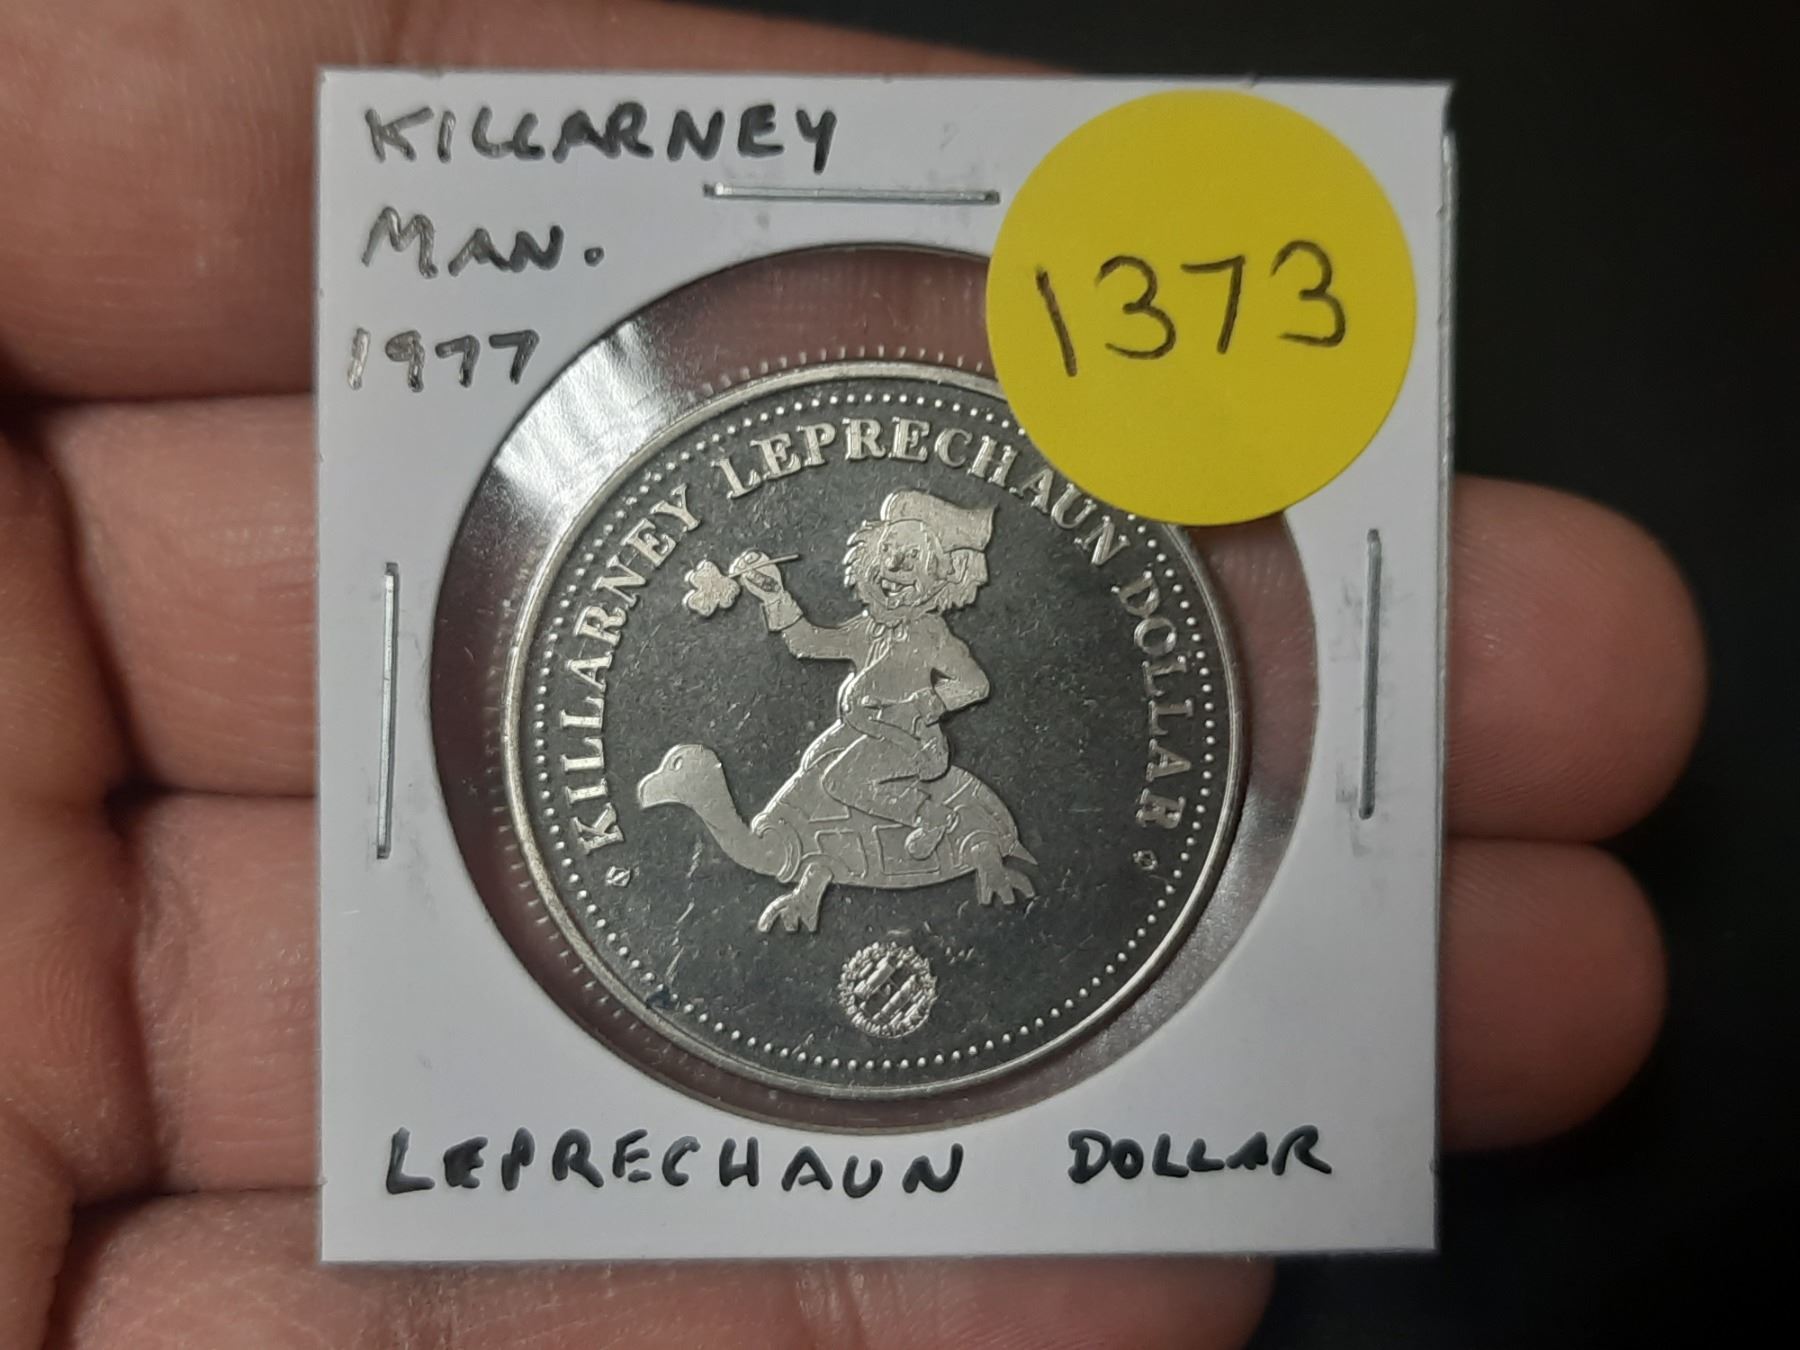 KILLARNEY
MAN.
1977
1373
KILLARNEY LEPRECHAUN DOLLAR
LEPRECHAUN DOLLAR